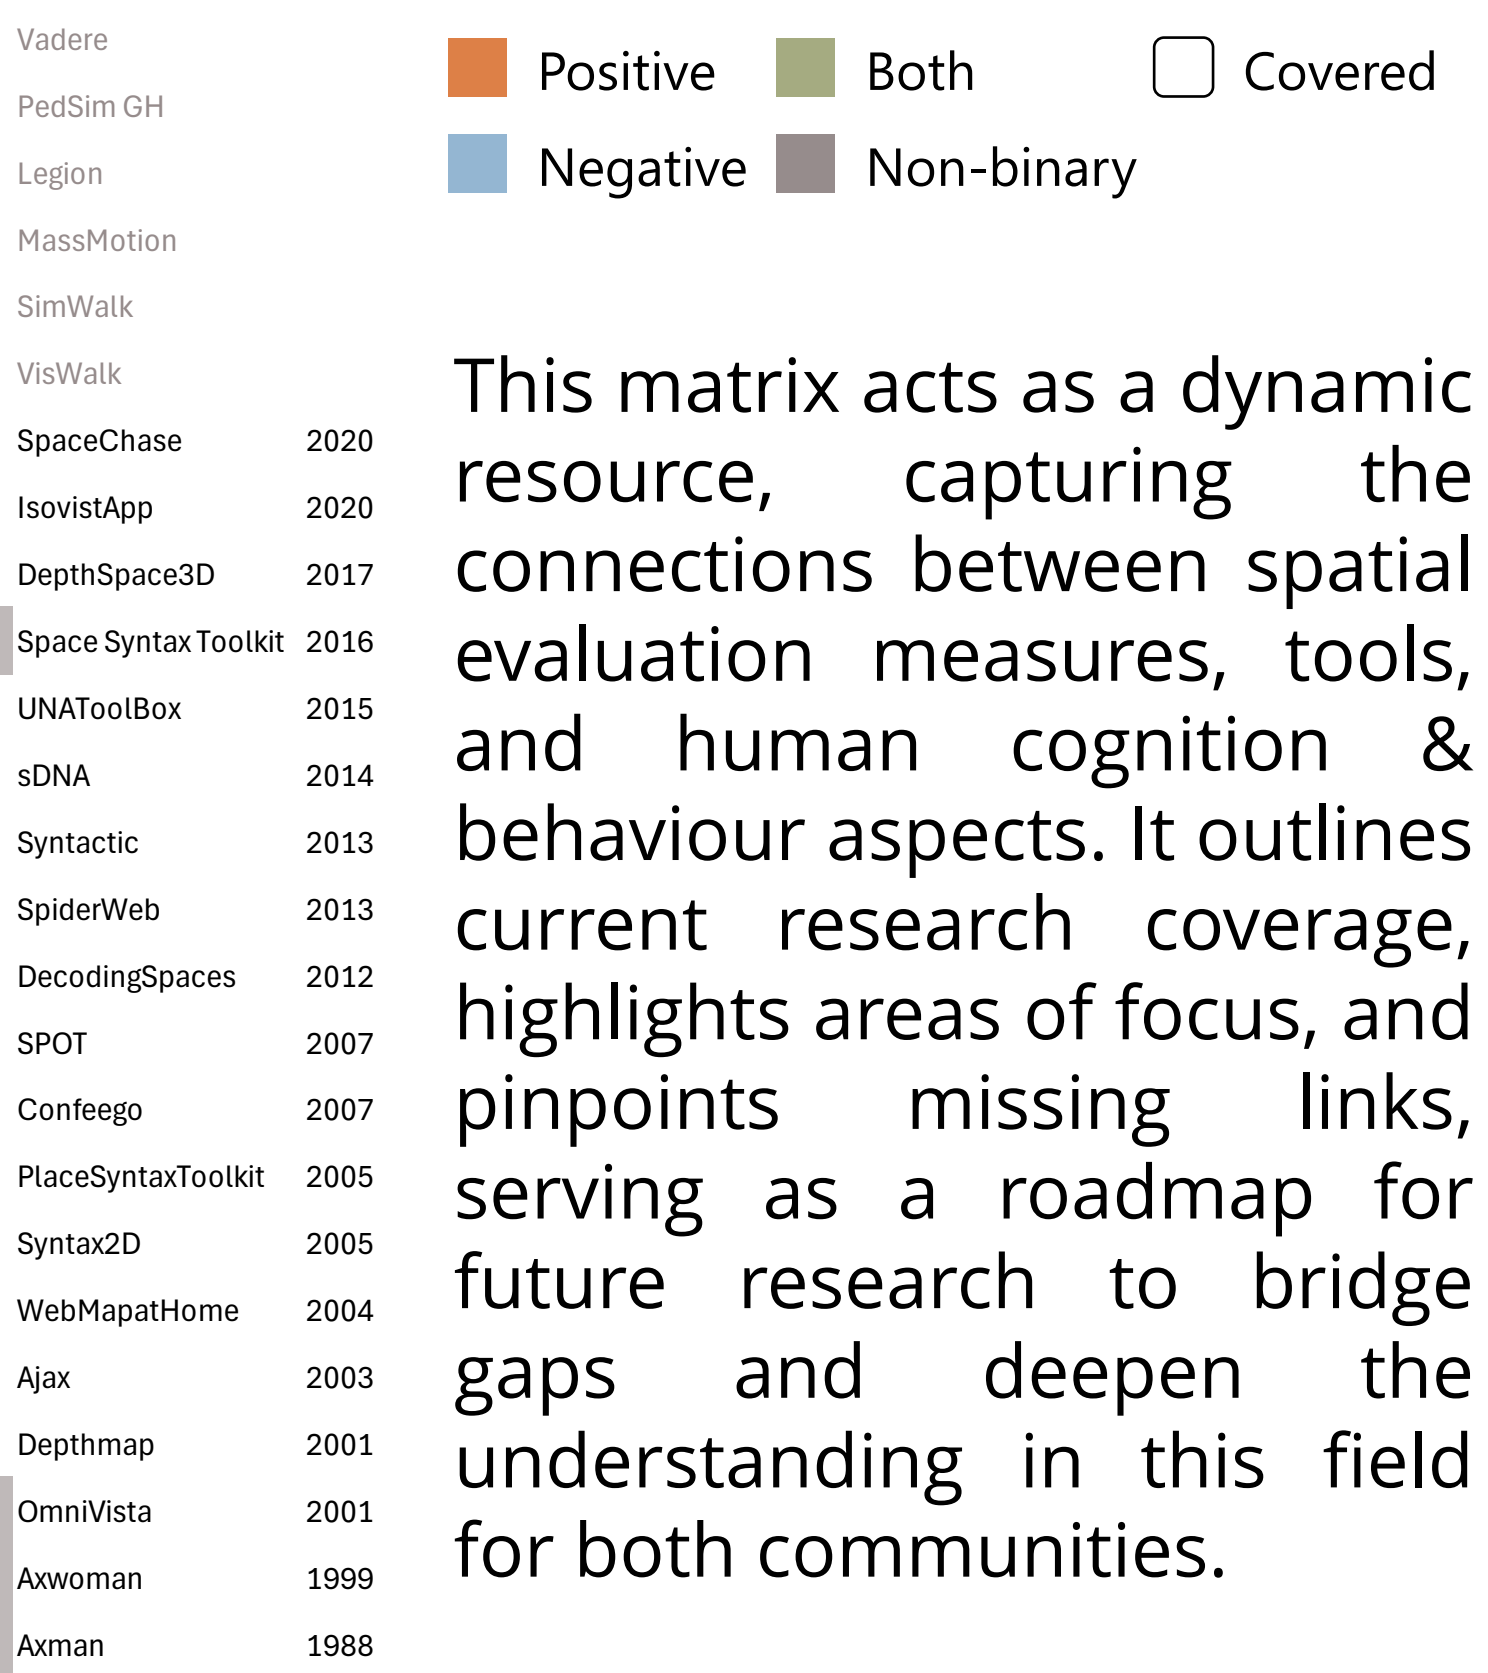 Vadere
PedSim GH
Legion
MassMotion
SimWalk
VisWalk
SpaceChase 2020
IsovistApp 2020
DepthSpace3D 2017
Space Syntax Toolkit 2016
UNAToolBox 2015
sDNA 2014
Syntactic 2013
SpiderWeb 2013
DecodingSpaces 2012
SPOT 2007
Confeego 2007
PlaceSyntaxToolkit 2005
Syntax2D 2005
WebMapatHome 2004
Ajax 2003
Depthmap 2001
OmniVista 2001
Axwoman 1999
Axman 1988
Positive Both Covered
Negative Non-binary
This matrix acts as a dynamic
resource, capturing the
connections between spatial
evaluation measures, tools,
and human cognition &
behaviour aspects. It outlines
current research coverage,
highlights areas of focus, and
pinpoints missing links,
serving as a roadmap for
future research to bridge
gaps and deepen the
understanding in this field
for both communities.